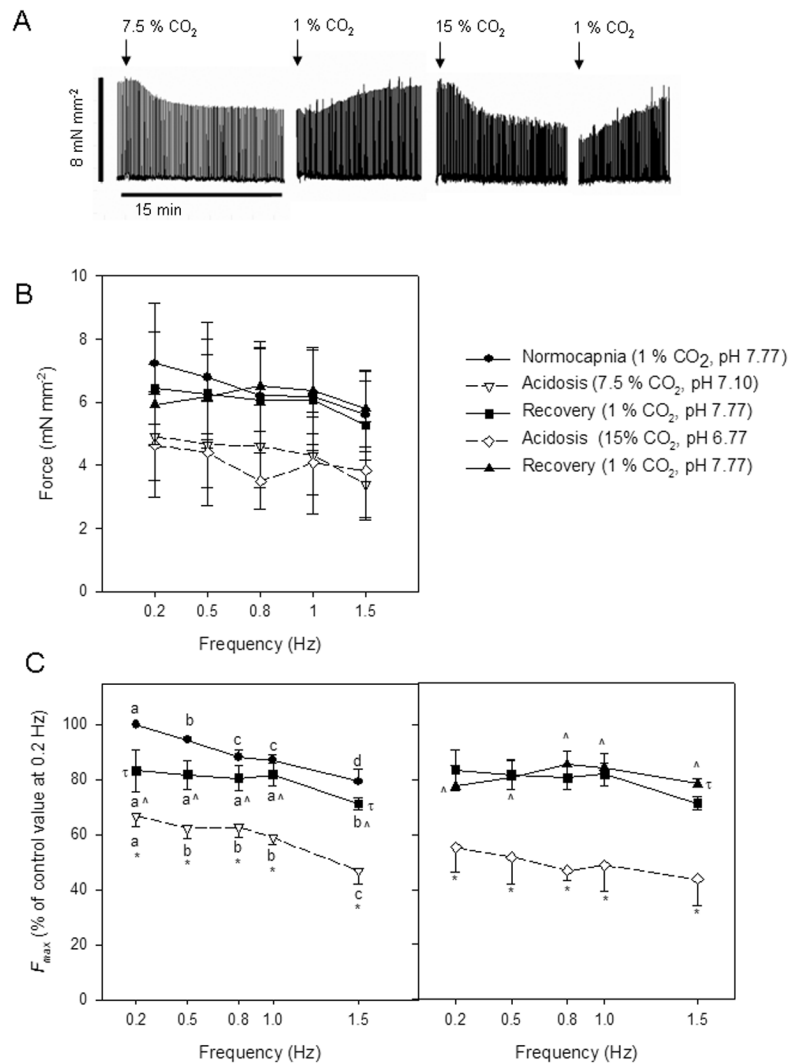 A
7.5 % CO2
1 % CO2
15 % CO2
1 % CO2
8 mN mm-2
15 min
B
10
8
6
4
2
0
Force (mN mm-2)
0.2 0.5 0.8 1 1.5
Frequency (Hz)
Normocapnia (1 % CO2, pH 7.77)
Acidosis (7.5 % CO2, pH 7.10)
Recovery (1 % CO2, pH 7.77)
Acidosis (15% CO2, pH 6.77
Recovery (1 % CO2, pH 7.77)
C
100
80
60
40
20
0
Fmax (% of control value at 0.2 Hz)
a b c c d
τ τ
a^ a^ a^ a^ b^
a b b b c
* * * * *
^ ^ ^ ^ ^ τ
* * * * *
0.2 0.5 0.8 1.0 1.5
Frequency (Hz)
0.2 0.5 0.8 1.0 1.5
Frequency (Hz)